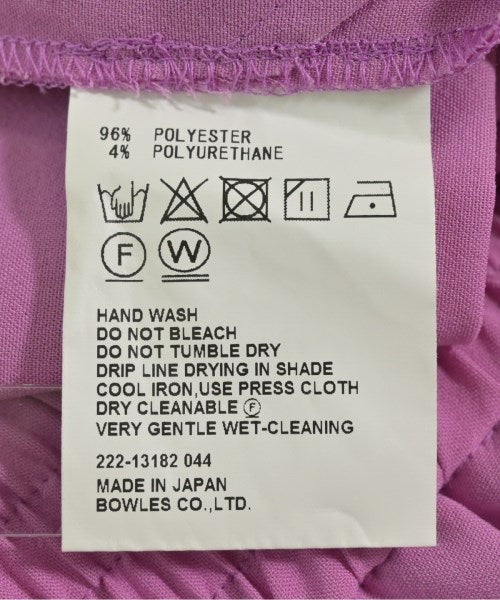 96% POLYESTER
4% POLYURETHANE
F W
HAND WASH
DO NOT BLEACH
DO NOT TUMBLE DRY
DRIP LINE DRYING IN SHADE
COOL IRON,USE PRESS CLOTH
DRY CLEANABLE Ⓕ
VERY GENTLE WET-CLEANING
222-13182 044
MADE IN JAPAN
BOWLES CO.,LTD.